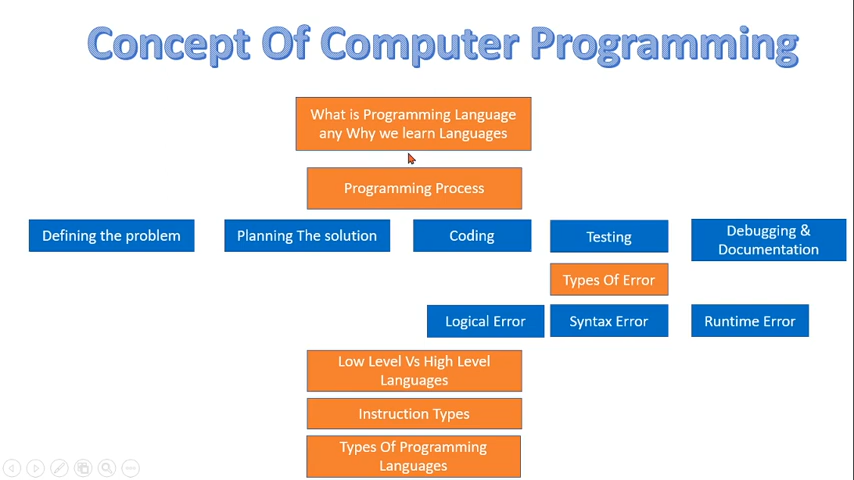 Concept Of Computer Programming
What is Programming Language
any Why we learn Languages
Programming Process
Defining the problem
Planning The solution
Coding
Testing
Debugging &
Documentation
Types Of Error
Logical Error
Syntax Error
Runtime Error
Low Level Vs High Level
Languages
Instruction Types
Types Of Programming
Languages